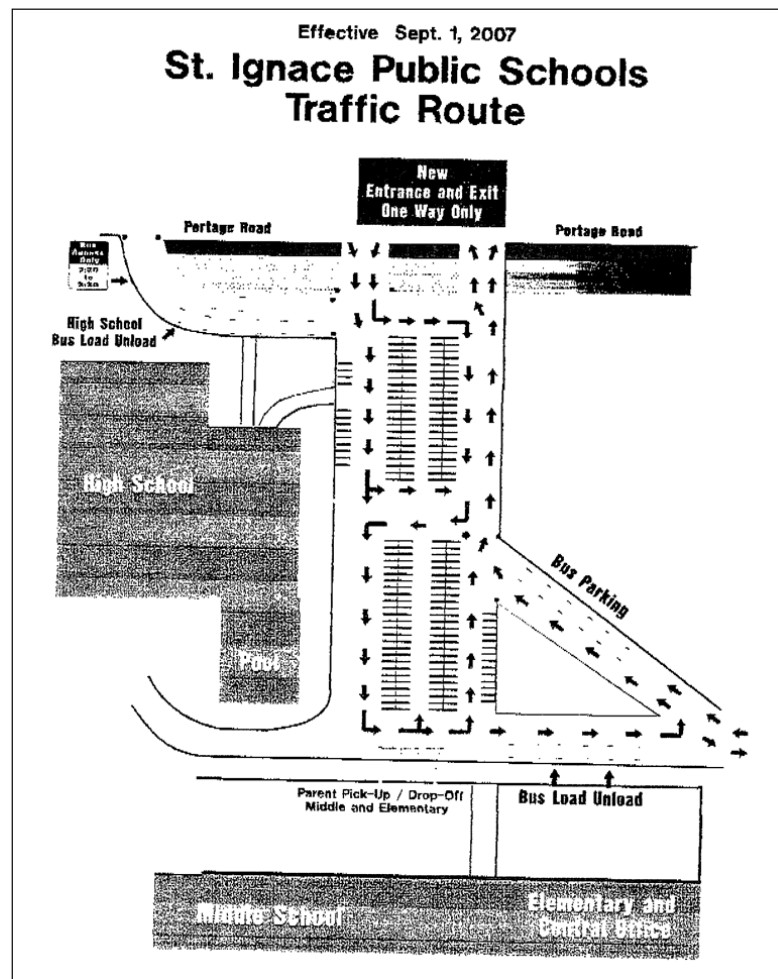 Effective Sept. 1, 2007
St. Ignace Public Schools
Traffic Route
New
Entrance and Exit
One Way Only
Portage Road
Portage Road
Bus
Access
Only
High School
Bus Load Unload
High School
Bus Parking
Pool
Parent Pick-Up / Drop-Off
Middle and Elementary
Bus Load Unload
Middle School
Elementary and
Central Office